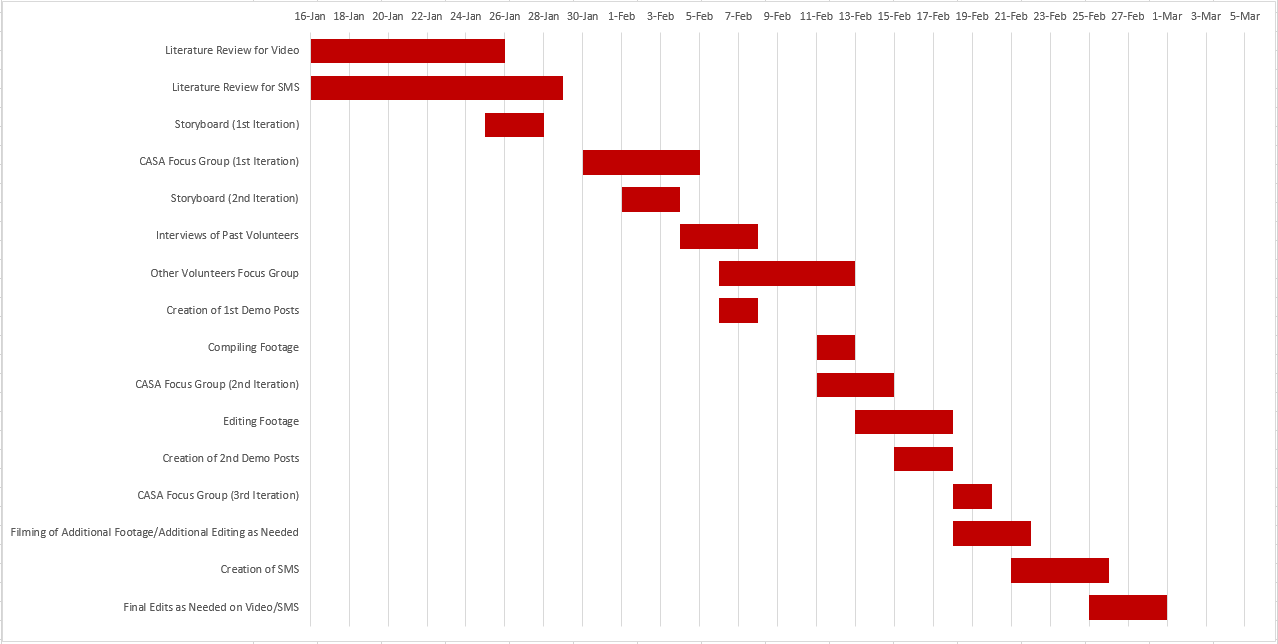 16-Jan 18-Jan 20-Jan 22-Jan 24-Jan 26-Jan 28-Jan 30-Jan 1-Feb 3-Feb 5-Feb 7-Feb 9-Feb 11-Feb 13-Feb 15-Feb 17-Feb 19-Feb 21-Feb 23-Feb 25-Feb 27-Feb 1-Mar 3-Mar 5-Mar
Literature Review for Video
Literature Review for SMS
Storyboard (1st Iteration)
CASA Focus Group (1st Iteration)
Storyboard (2nd Iteration)
Interviews of Past Volunteers
Other Volunteers Focus Group
Creation of 1st Demo Posts
Compiling Footage
CASA Focus Group (2nd Iteration)
Editing Footage
Creation of 2nd Demo Posts
CASA Focus Group (3rd Iteration)
Filming of Additional Footage/Additional Editing as Needed
Creation of SMS
Final Edits as Needed on Video/SMS